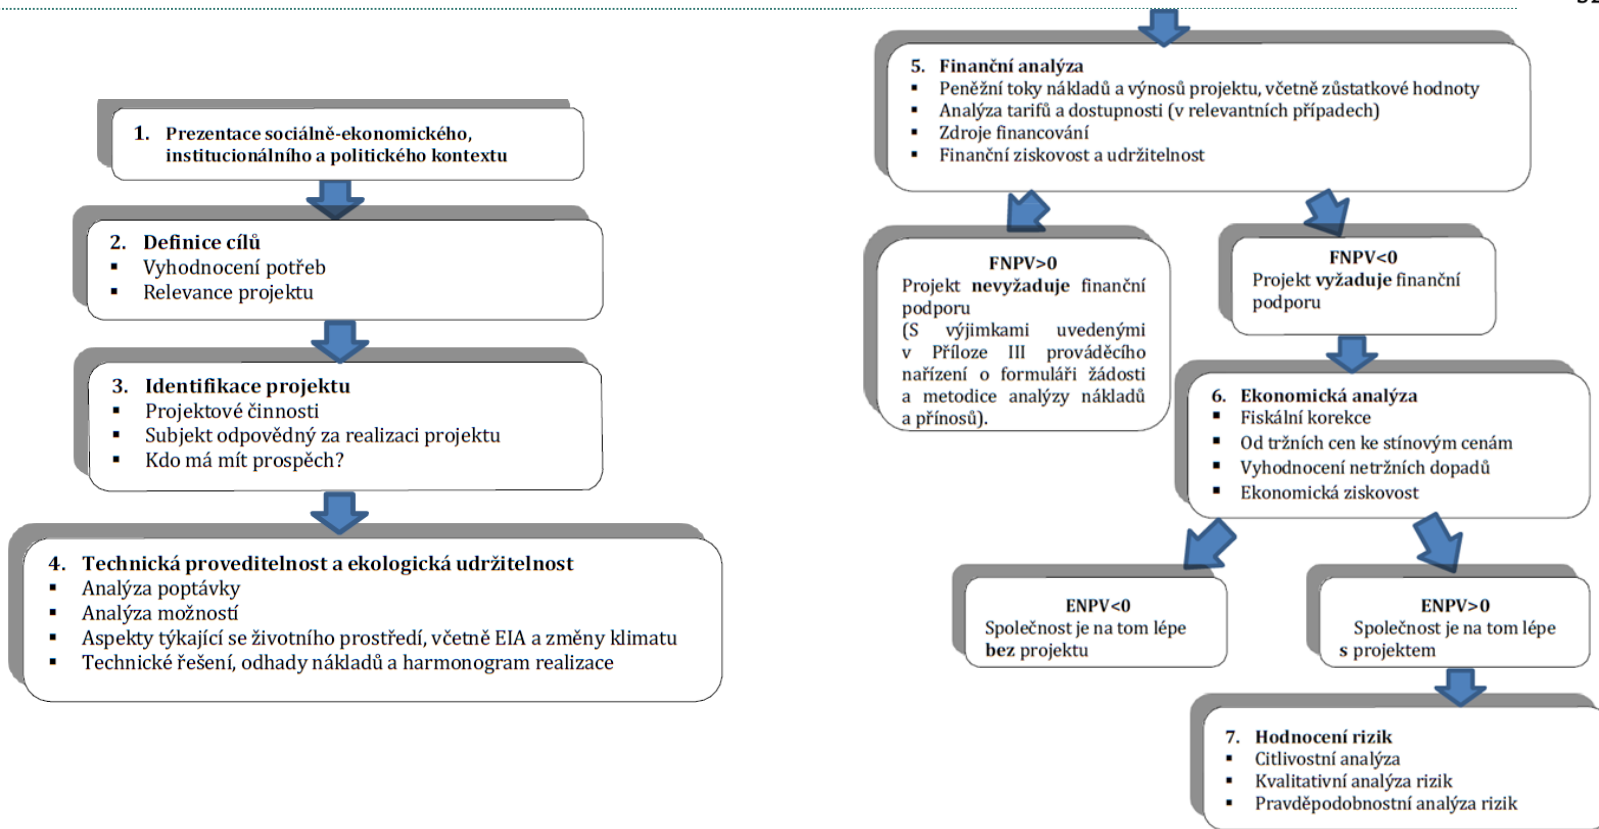 1. Prezentace sociálně-ekonomického,
institucionálního a politického kontextu
2. Definice cílů
▪ Vyhodnocení potřeb
▪ Relevance projektu
3. Identifikace projektu
▪ Projektové činnosti
▪ Subjekt odpovědný za realizaci projektu
▪ Kdo má mít prospěch?
4. Technická proveditelnost a ekologická udržitelnost
▪ Analýza poptávky
▪ Analýza možností
▪ Aspekty týkající se životního prostředí, včetně EIA a změny klimatu
▪ Technické řešení, odhady nákladů a harmonogram realizace
5. Finanční analýza
▪ Peněžní toky nákladů a výnosů projektu, včetně zůstatkové hodnoty
▪ Analýza tarifů a dostupnosti (v relevantních případech)
▪ Zdroje financování
▪ Finanční ziskovost a udržitelnost
FNPV>0
Projekt nevyžaduje finanční
podporu
(S výjimkami uvedenými
v Příloze III prováděcího
nařízení o formuláři žádosti
a metodice analýzy nákladů
a přínosů).
FNPV<0
Projekt vyžaduje finanční
podporu
6. Ekonomická analýza
▪ Fiskální korekce
▪ Od tržních cen ke stínovým cenám
▪ Vyhodnocení netržních dopadů
▪ Ekonomická ziskovost
ENPV<0
Společnost je na tom lépe
bez projektu
ENPV>0
Společnost je na tom lépe
s projektem
7. Hodnocení rizik
▪ Citlivostní analýza
▪ Kvalitativní analýza rizik
▪ Pravděpodobnostní analýza rizik